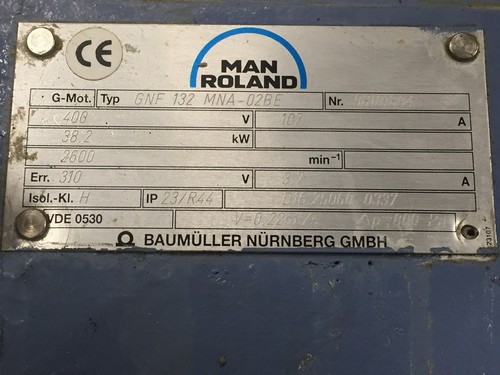 CE
MAN
ROLAND
G-Mot. Typ GNF 132 MNA-02BE Nr.
400 V 107 A
38,2 kW
2600 min⁻¹
Err. 310 V A
Isol.-Kl. H IP 23/R44
VDE 0530
BAUMÜLLER NÜRNBERG GMBH
23107